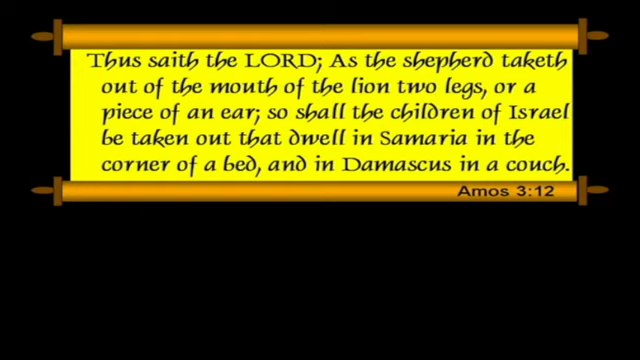 Thus saith the LORD; As the shepherd taketh
out of the mouth of the lion two legs, or a
piece of an ear; so shall the children of Israel
be taken out that dwell in Samaria in the
corner of a bed, and in Damascus in a couch.
Amos 3:12